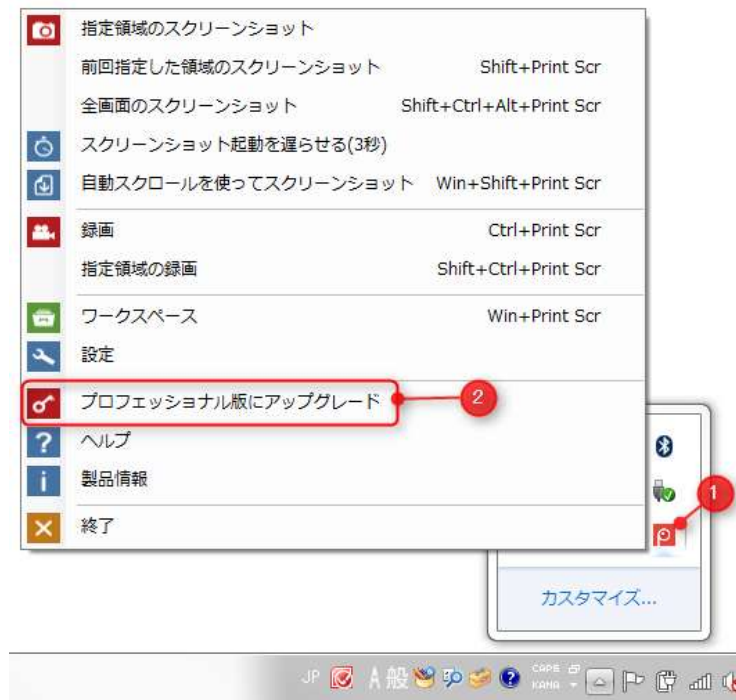 指定領域のスクリーンショット
前回指定した領域のスクリーンショット Shift+Print Scr
全画面のスクリーンショット Shift+Ctrl+Alt+Print Scr
スクリーンショット起動を遅らせる(3秒)
自動スクロールを使ってスクリーンショット Win+Shift+Print Scr
録画 Ctrl+Print Scr
指定領域の録画 Shift+Ctrl+Print Scr
ワークスペース Win+Print Scr
設定
プロフェッショナル版にアップグレード 2
ヘルプ
製品情報
1
終了
カスタマイズ...
JP A 般 CAPS
KANA